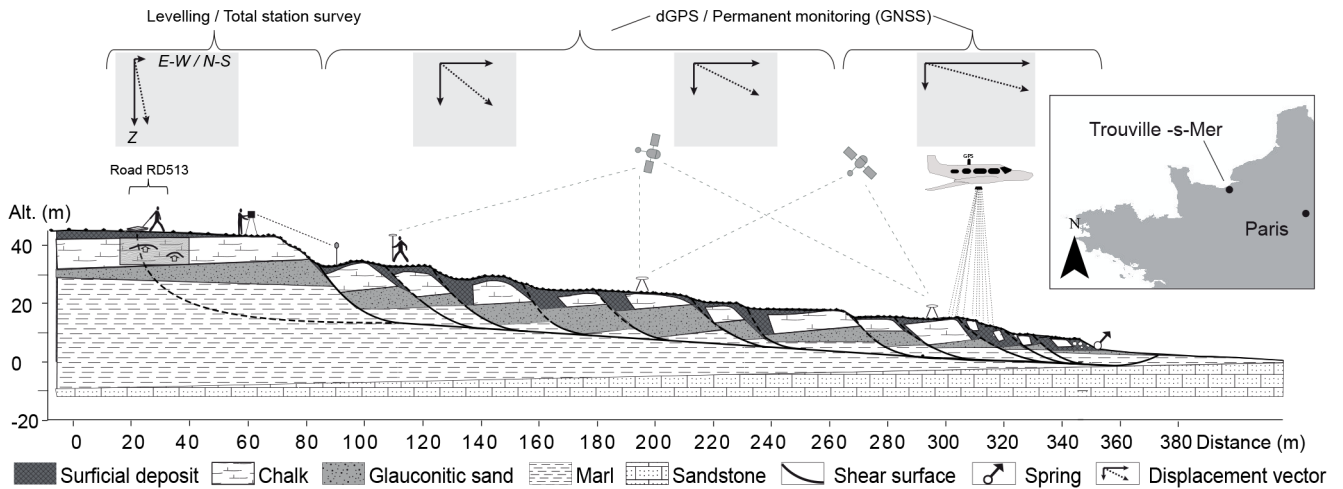 Levelling / Total station survey
dGPS / Permanent monitoring (GNSS)
E-W / N-S
Z
Road RD513
GPS
Trouville -s-Mer
N
Paris
Alt. (m)
40
20
0
-20
0 20 40 60 80 100 120 140 160 180 200 220 240 260 280 300 320 340 360 380 Distance (m)
Surficial deposit Chalk Glauconitic sand Marl Sandstone Shear surface Spring Displacement vector